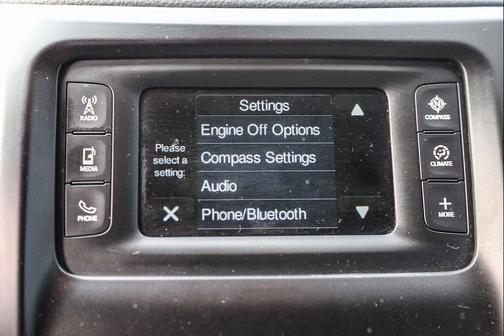 RADIO
MEDIA
PHONE
Please
select a
setting:
Settings
Engine Off Options
Compass Settings
Audio
Phone/Bluetooth
N
COMPASS
CLIMATE
MORE